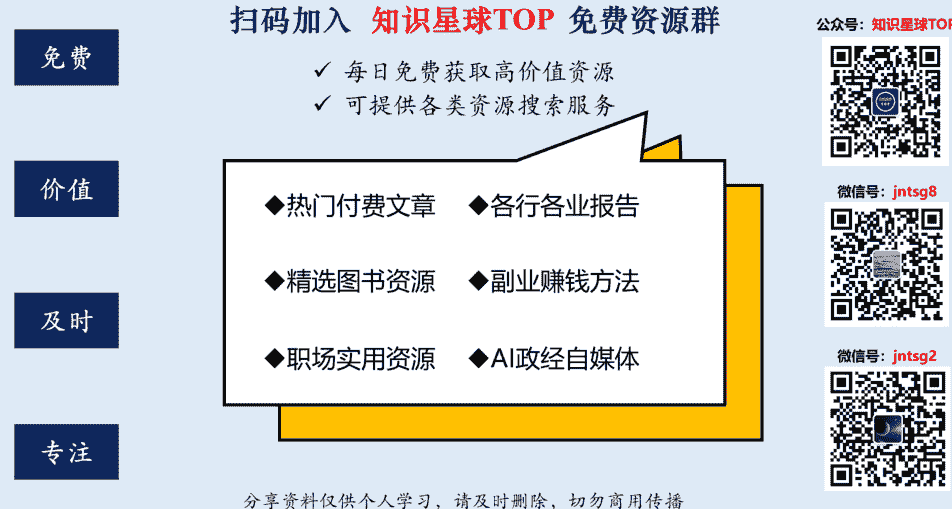 扫码加入 知识星球TOP 免费资源群
每日免费获取高价值资源
可提供各类资源搜索服务
免费
价值
及时
专注
◆热门付费文章 ◆各行各业报告
◆精选图书资源 ◆副业赚钱方法
◆职场实用资源 ◆AI政经自媒体
公众号：知识星球TOP
微信号：jntsg8
微信号：jntsg2
分享资料仅供个人学习，请及时删除，切勿商用传播